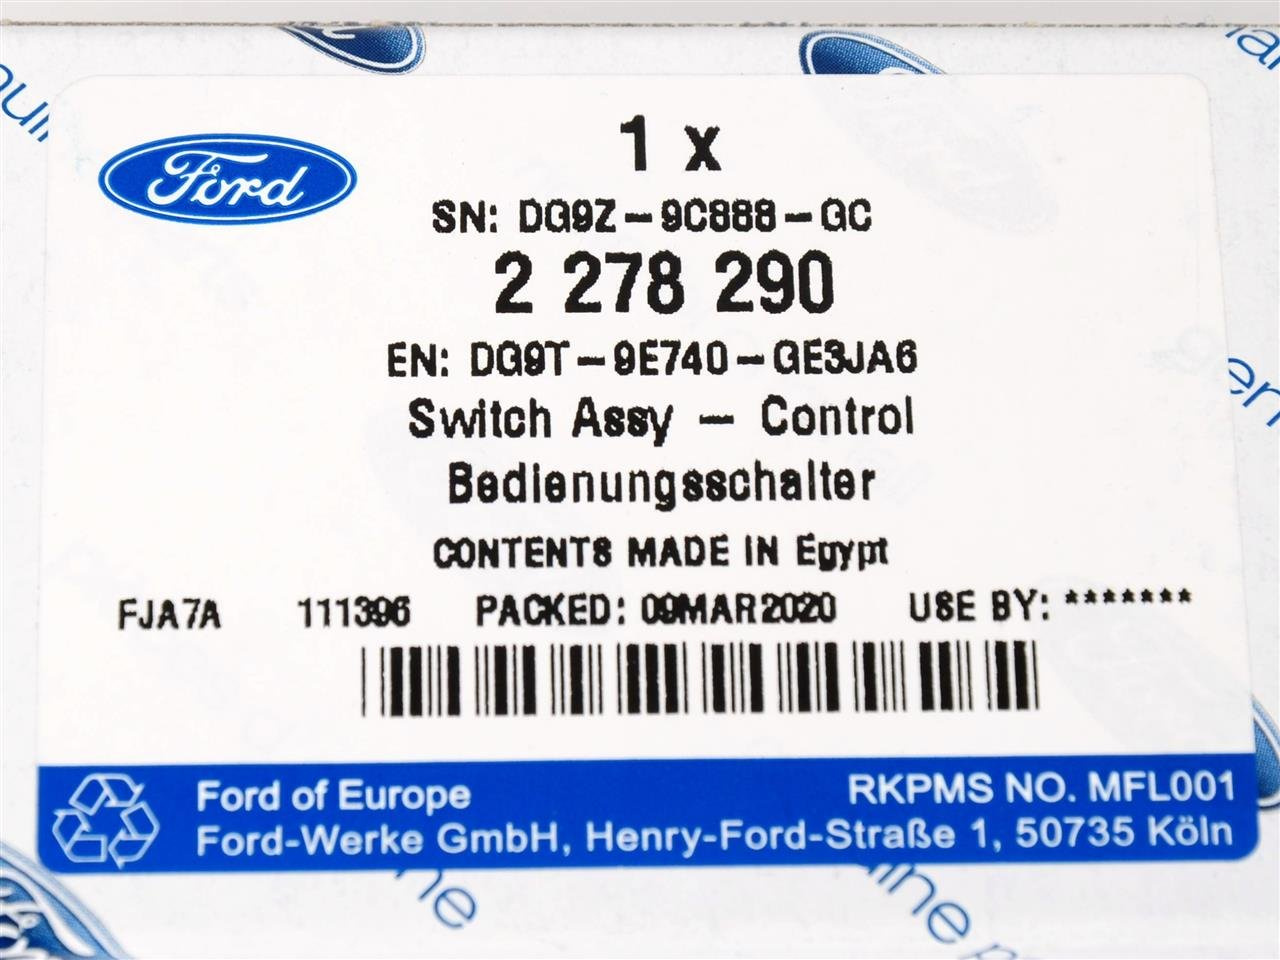 Ford
1 x
SN: DG9Z-9C888-GC
2 278 290
EN: DG9T-9E740-GE3JA6
Switch Assy - Control
Bedienungsschalter
CONTENTS MADE IN Egypt
FJA7A 111396 PACKED: 09MAR2020 USE BY: *******
Ford of Europe RKPMS NO. MFL001
Ford-Werke GmbH, Henry-Ford-Straße 1, 50735 Köln